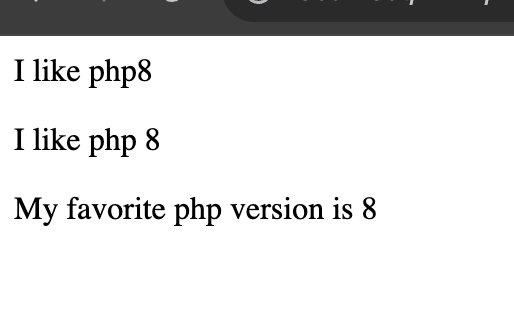 I like php8
I like php 8
My favorite php version is 8